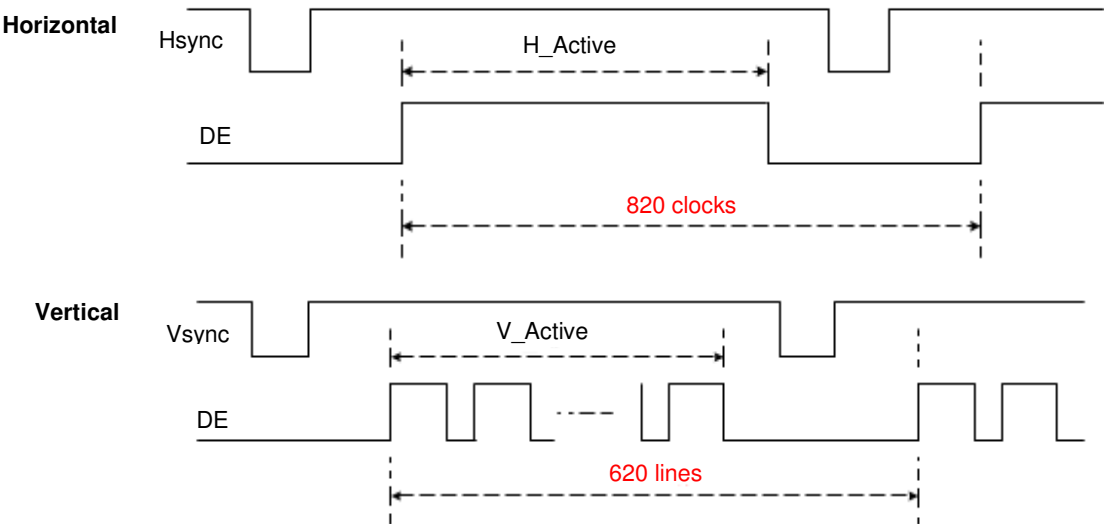 Horizontal
Hsync
H_Active
DE
820 clocks
Vertical
Vsync
V_Active
DE
620 lines